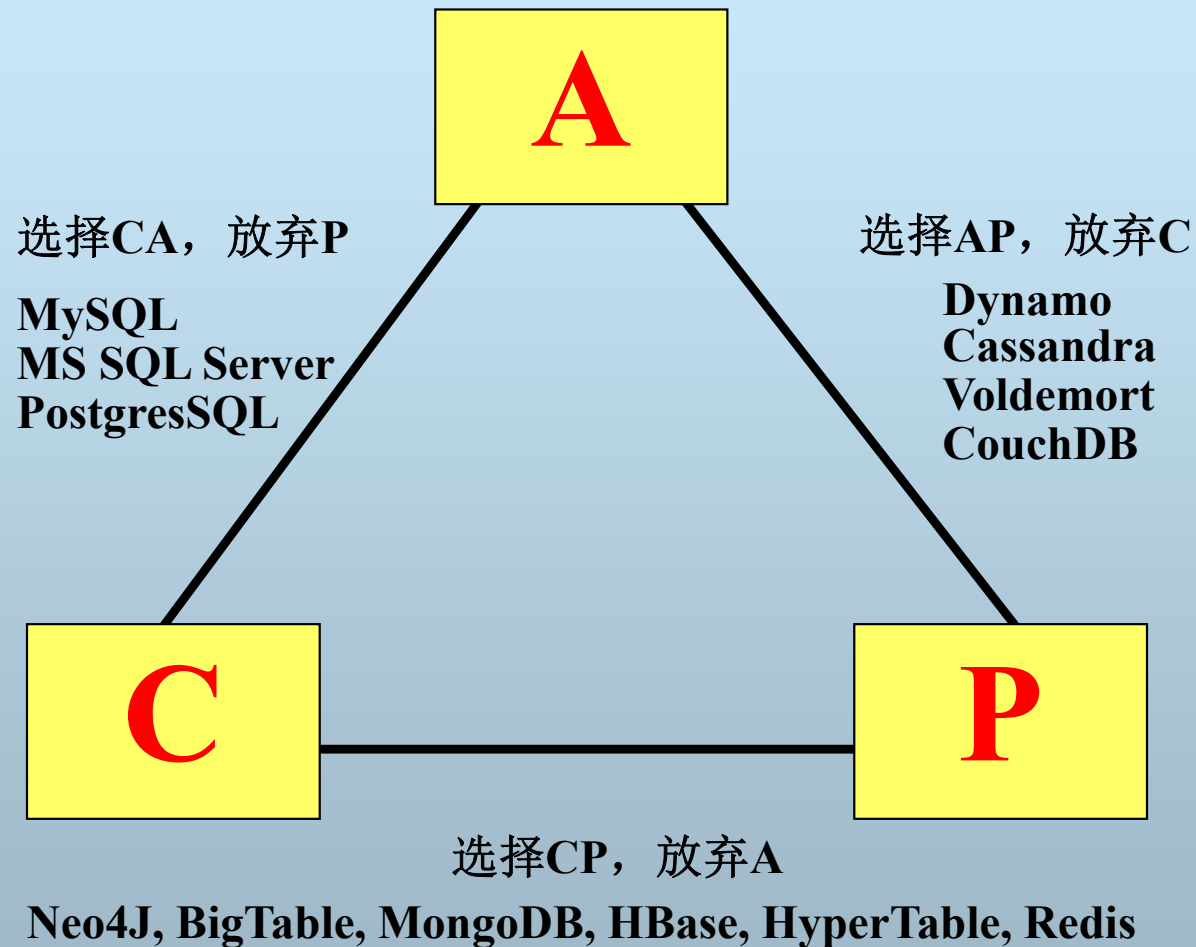 A
选择CA，放弃P
MySQL
MS SQL Server
PostgresSQL
选择AP，放弃C
Dynamo
Cassandra
Voldemort
CouchDB
C
P
选择CP，放弃A
Neo4J, BigTable, MongoDB, HBase, HyperTable, Redis